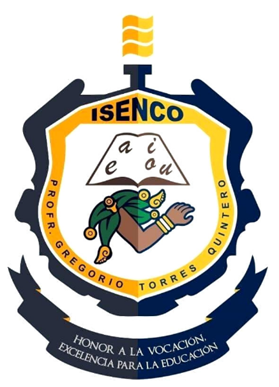 ISENCO
a i
e o u
PROFR. GREGORIO TORRES QUINTERO
HONOR A LA VOCACIÓN,
EXCELENCIA PARA LA EDUCACIÓN